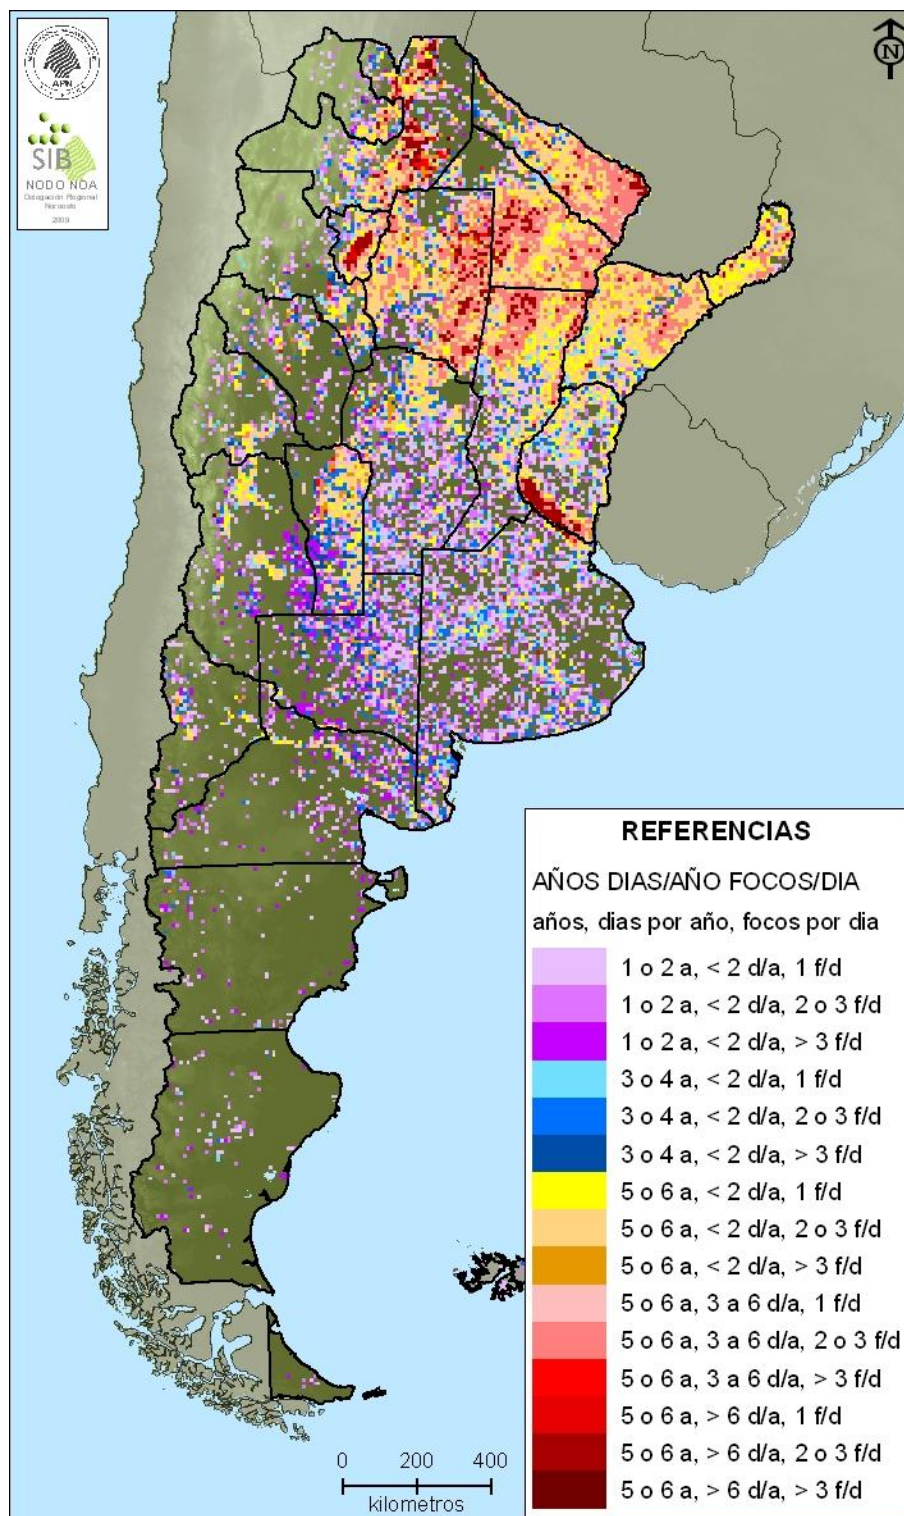 APN
SIB
NODO NOA
Delegación Regional
Noroeste
2009
N
REFERENCIAS
AÑOS DIAS/AÑO FOCOS/DIA
años, dias por año, focos por dia
1 o 2 a, < 2 d/a, 1 f/d
1 o 2 a, < 2 d/a, 2 o 3 f/d
1 o 2 a, < 2 d/a, > 3 f/d
3 o 4 a, < 2 d/a, 1 f/d
3 o 4 a, < 2 d/a, 2 o 3 f/d
3 o 4 a, < 2 d/a, > 3 f/d
5 o 6 a, < 2 d/a, 1 f/d
5 o 6 a, < 2 d/a, 2 o 3 f/d
5 o 6 a, < 2 d/a, > 3 f/d
5 o 6 a, 3 a 6 d/a, 1 f/d
5 o 6 a, 3 a 6 d/a, 2 o 3 f/d
5 o 6 a, 3 a 6 d/a, > 3 f/d
5 o 6 a, > 6 d/a, 1 f/d
5 o 6 a, > 6 d/a, 2 o 3 f/d
5 o 6 a, > 6 d/a, > 3 f/d
0 200 400
kilometros